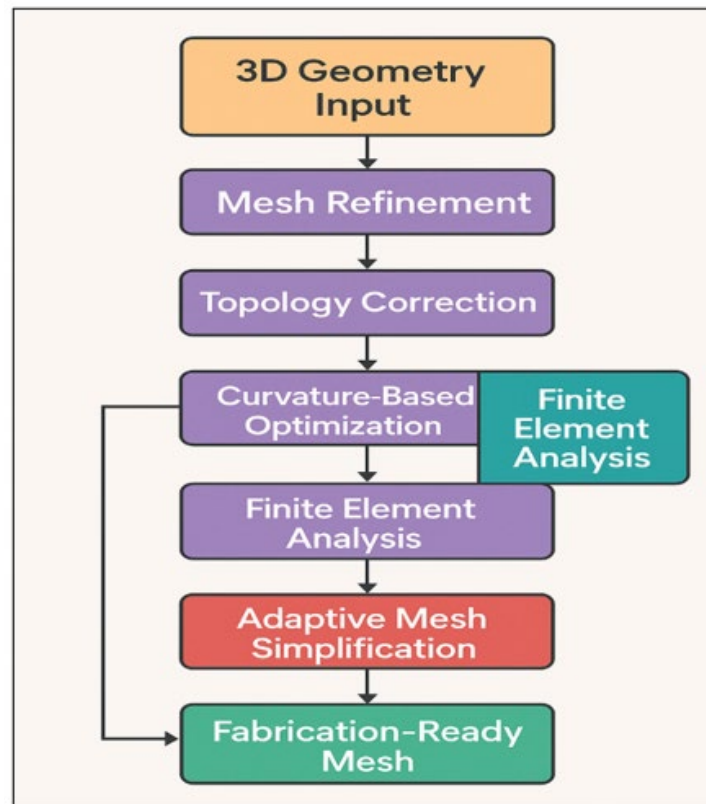 3D Geometry
Input
Mesh Refinement
Topology Correction
Curvature-Based
Optimization
Finite
Element
Analysis
Finite Element
Analysis
Adaptive Mesh
Simplification
Fabrication-Ready
Mesh